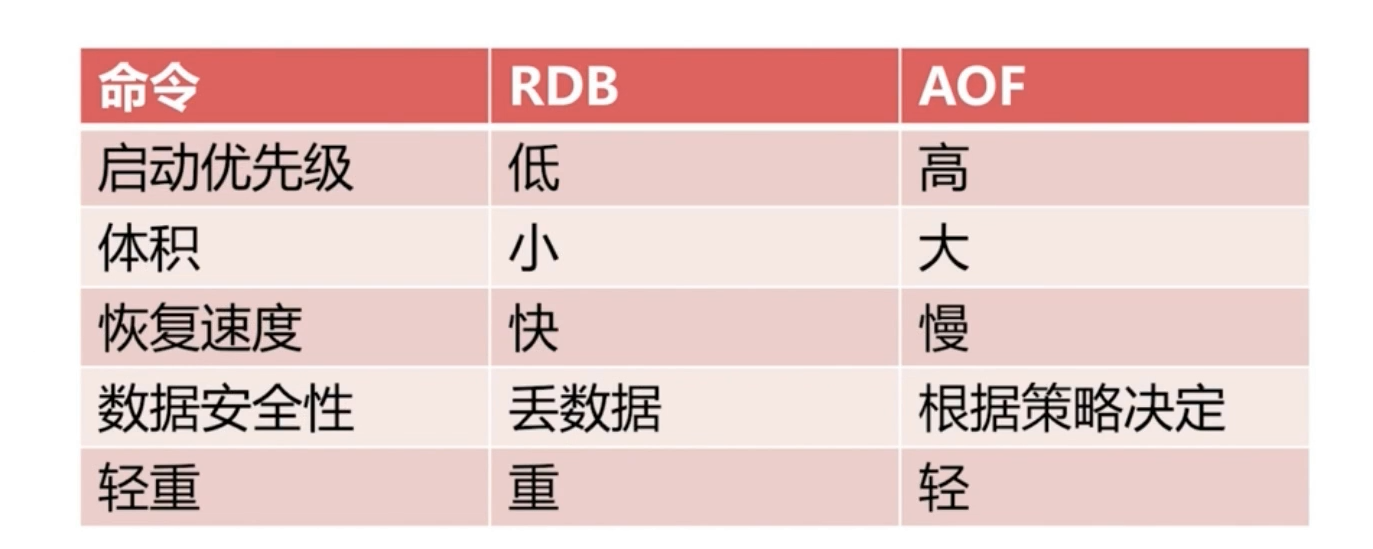 命令 RDB AOF
启动优先级 低 高
体积 小 大
恢复速度 快 慢
数据安全性 丢数据 根据策略决定
轻重 重 轻